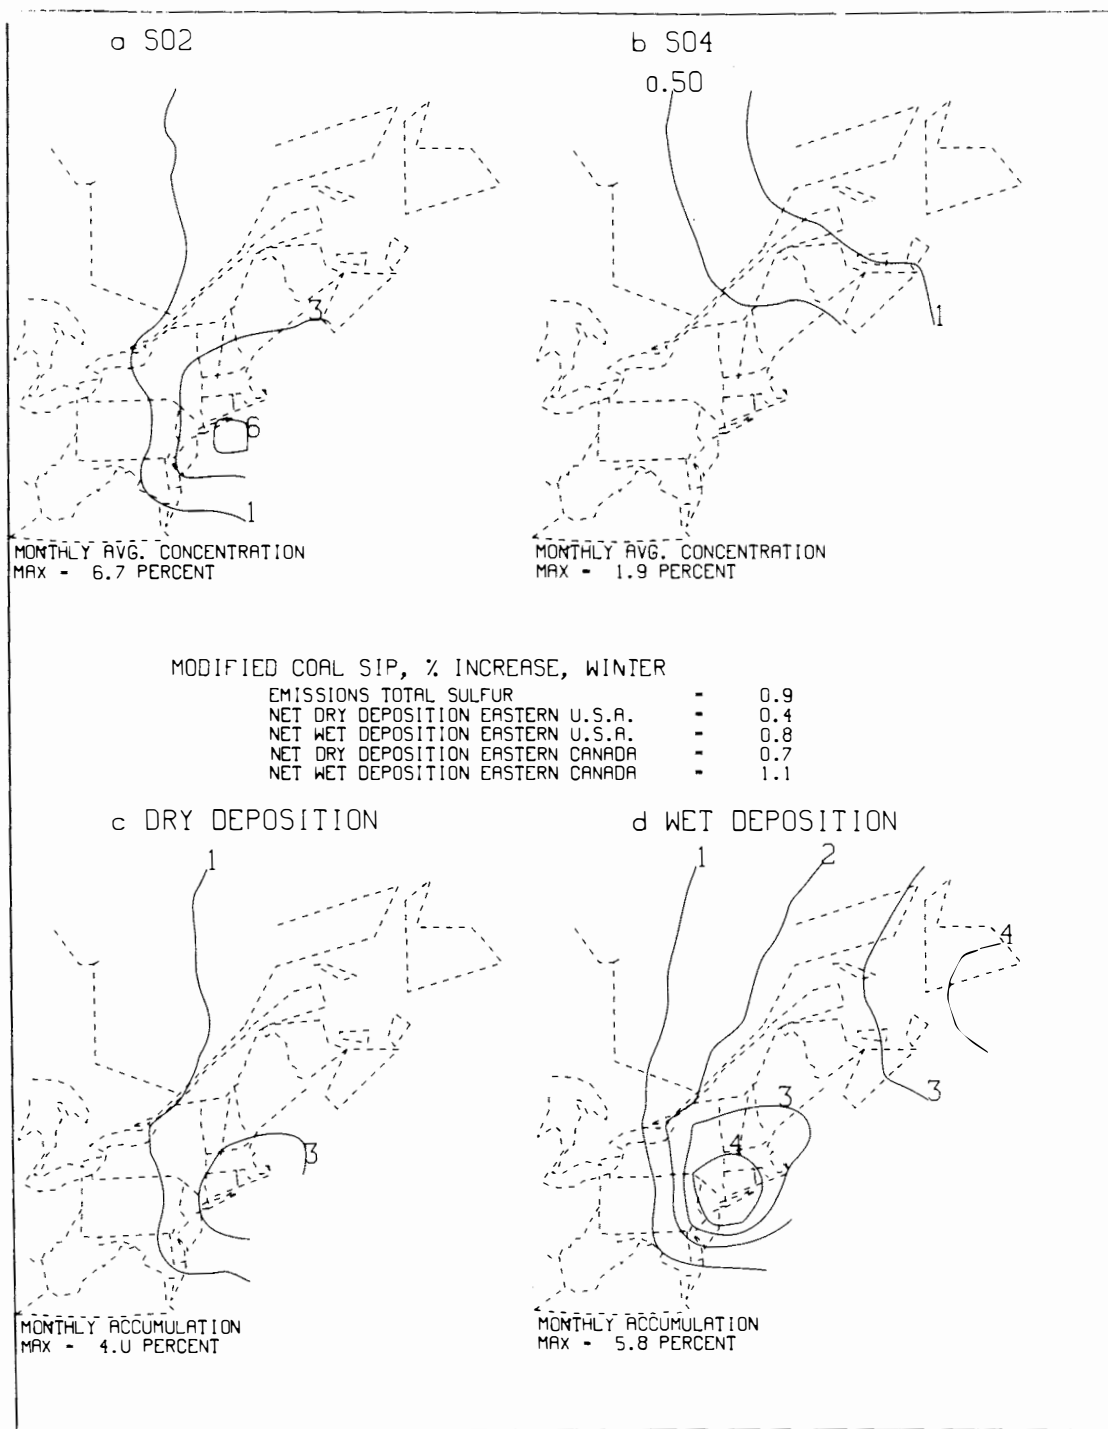 a SO2
b SO4
0.50
3
6
1
1
MONTHLY AVG. CONCENTRATION
MAX - 6.7 PERCENT
MONTHLY AVG. CONCENTRATION
MAX - 1.9 PERCENT
MODIFIED COAL SIP, % INCREASE, WINTER
EMISSIONS TOTAL SULFUR - 0.9
NET DRY DEPOSITION EASTERN U.S.A. - 0.4
NET WET DEPOSITION EASTERN U.S.A. - 0.8
NET DRY DEPOSITION EASTERN CANADA - 0.7
NET WET DEPOSITION EASTERN CANADA - 1.1
c DRY DEPOSITION
d WET DEPOSITION
1
3
1
2
4
3
3
4
MONTHLY ACCUMULATION
MAX - 4.0 PERCENT
MONTHLY ACCUMULATION
MAX - 5.8 PERCENT